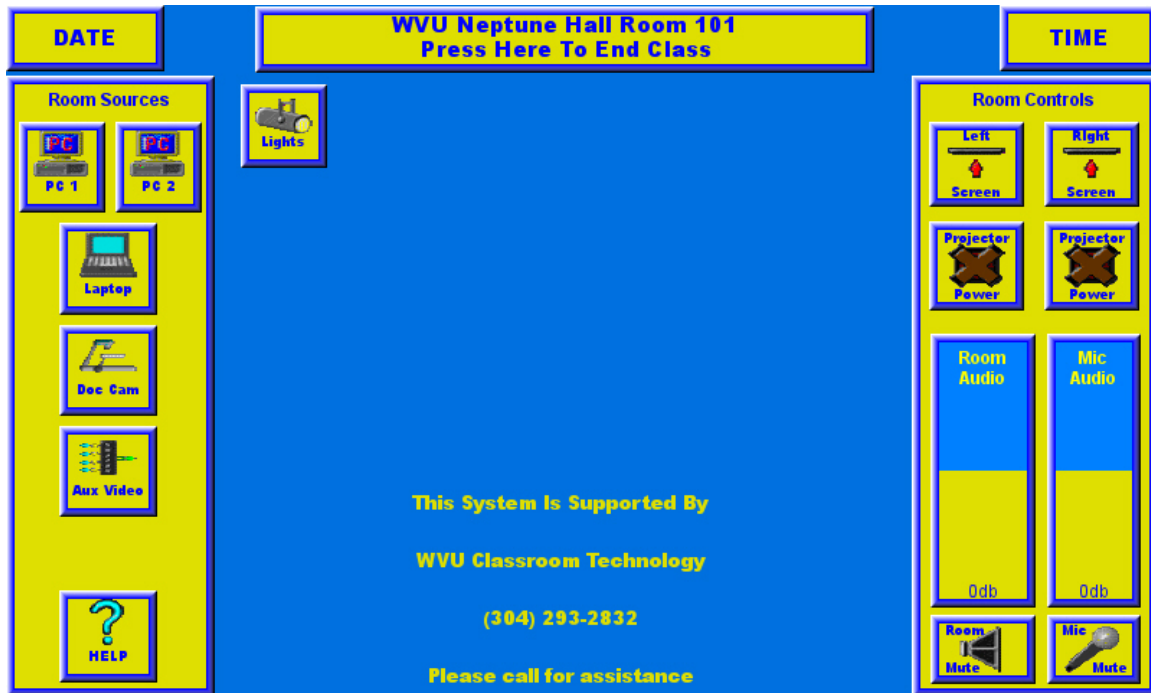 DATE
WVU Neptune Hall Room 101
Press Here To End Class
TIME
Room Sources
PC
PC 1
PC
PC 2
Laptop
Doc Cam
Aux Video
HELP
Lights
This System Is Supported By
WVU Classroom Technology
(304) 293-2832
Please call for assistance
Room Controls
Left
Screen
Right
Screen
Projector
Power
Projector
Power
Room
Audio
0db
Mic
Audio
0db
Room
Mute
Mic
Mute